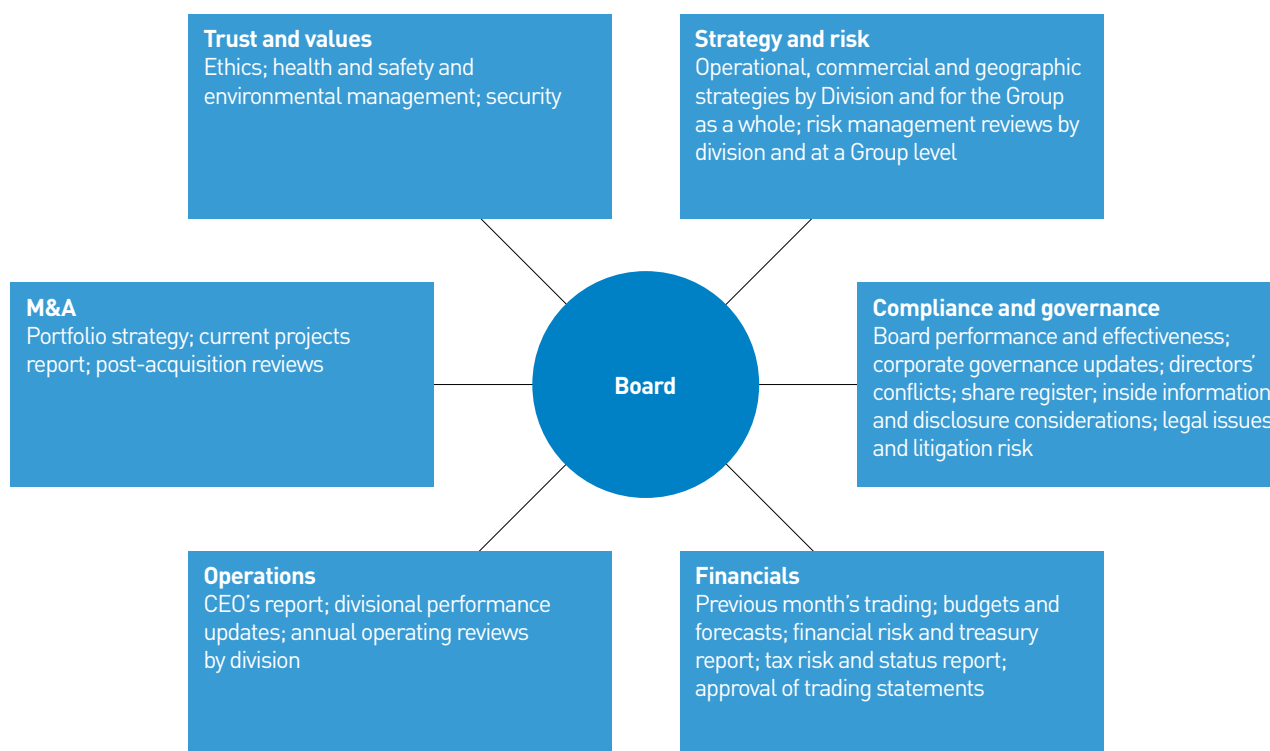 Trust and values
Ethics; health and safety and
environmental management; security
Strategy and risk
Operational, commercial and geographic
strategies by Division and for the Group
as a whole; risk management reviews by
division and at a Group level
M&A
Portfolio strategy; current projects
report; post-acquisition reviews
Board
Compliance and governance
Board performance and effectiveness;
corporate governance updates; directors’
conflicts; share register; inside information
and disclosure considerations; legal issues
and litigation risk
Operations
CEO’s report; divisional performance
updates; annual operating reviews
by division
Financials
Previous month’s trading; budgets and
forecasts; financial risk and treasury
report; tax risk and status report;
approval of trading statements